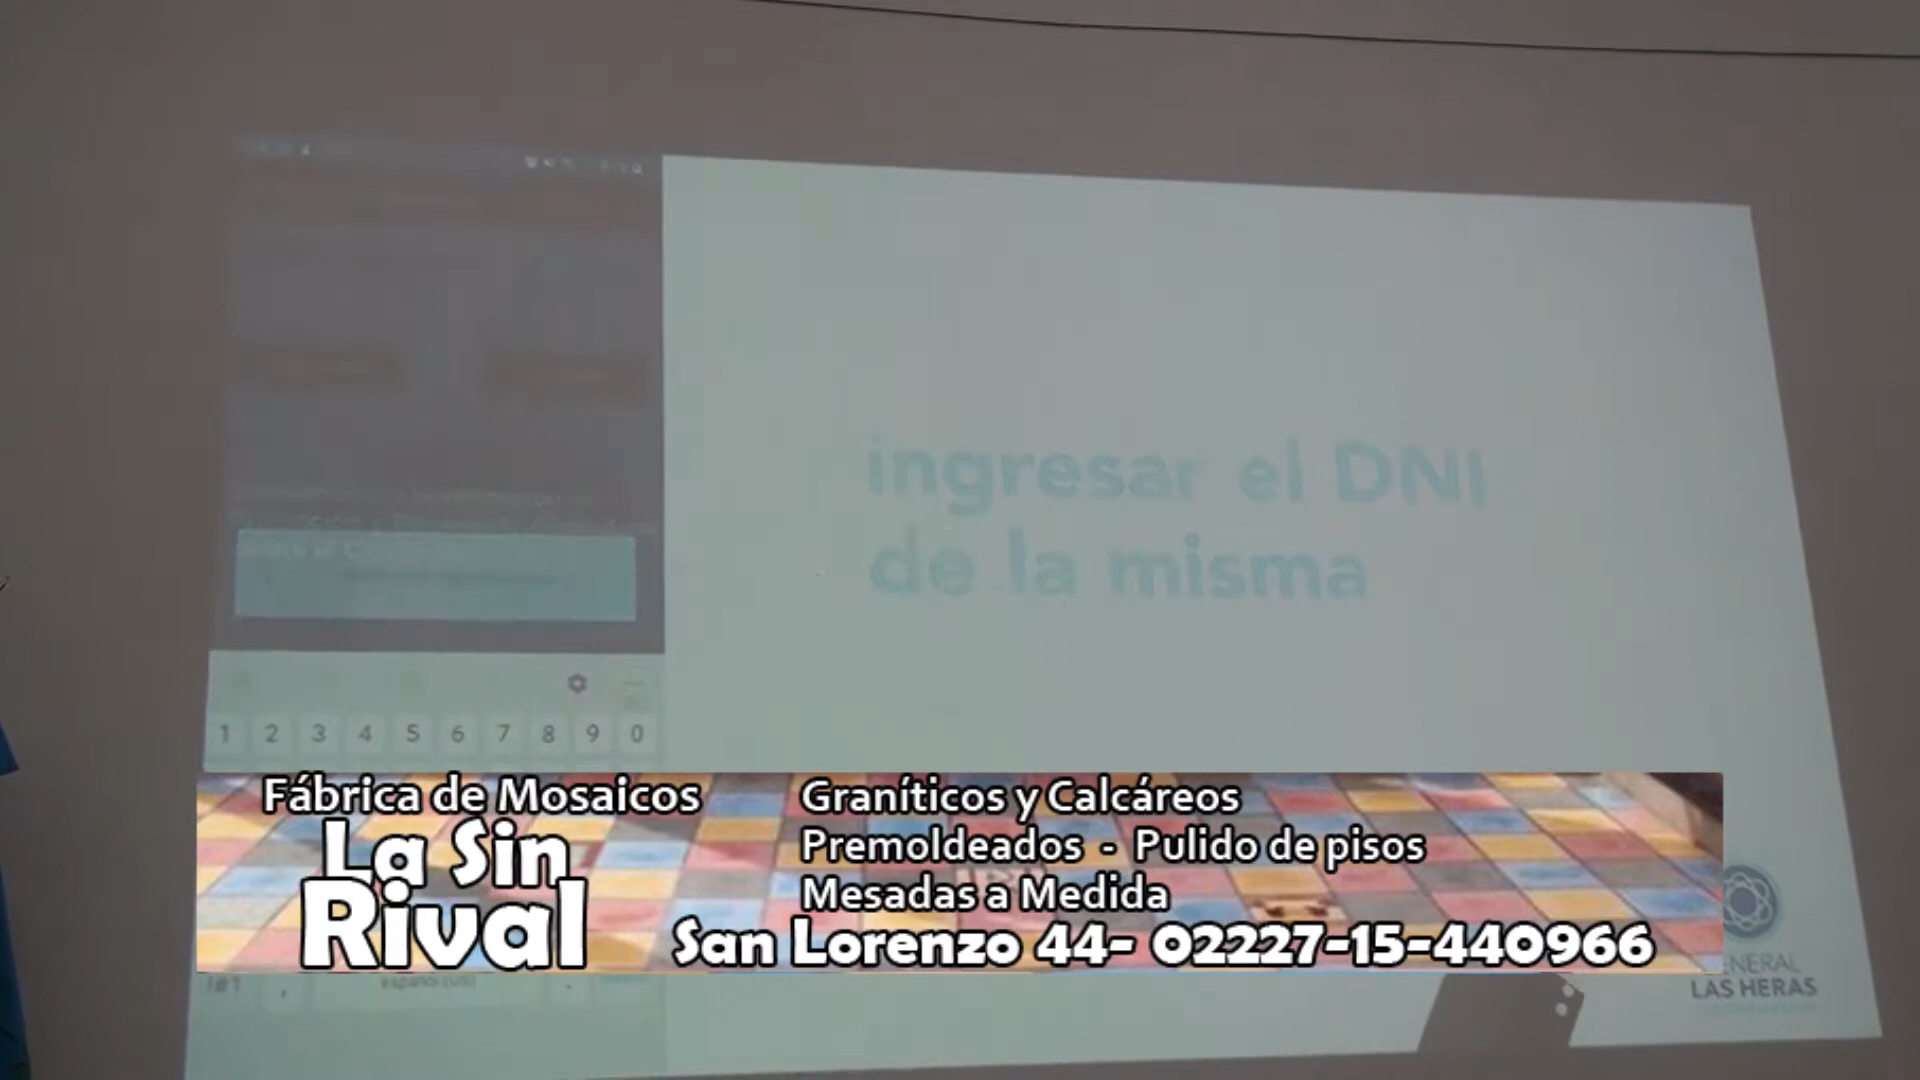 ingresar el DNI
de la misma
1 2 3 4 5 6 7 8 9 0
Fábrica de Mosaicos
La Sin
Rival
Graníticos y Calcáreos
Premoldeados - Pulido de pisos
Mesadas a Medida
San Lorenzo 44- 02227-15-440966
Español (US)
LAS HERAS